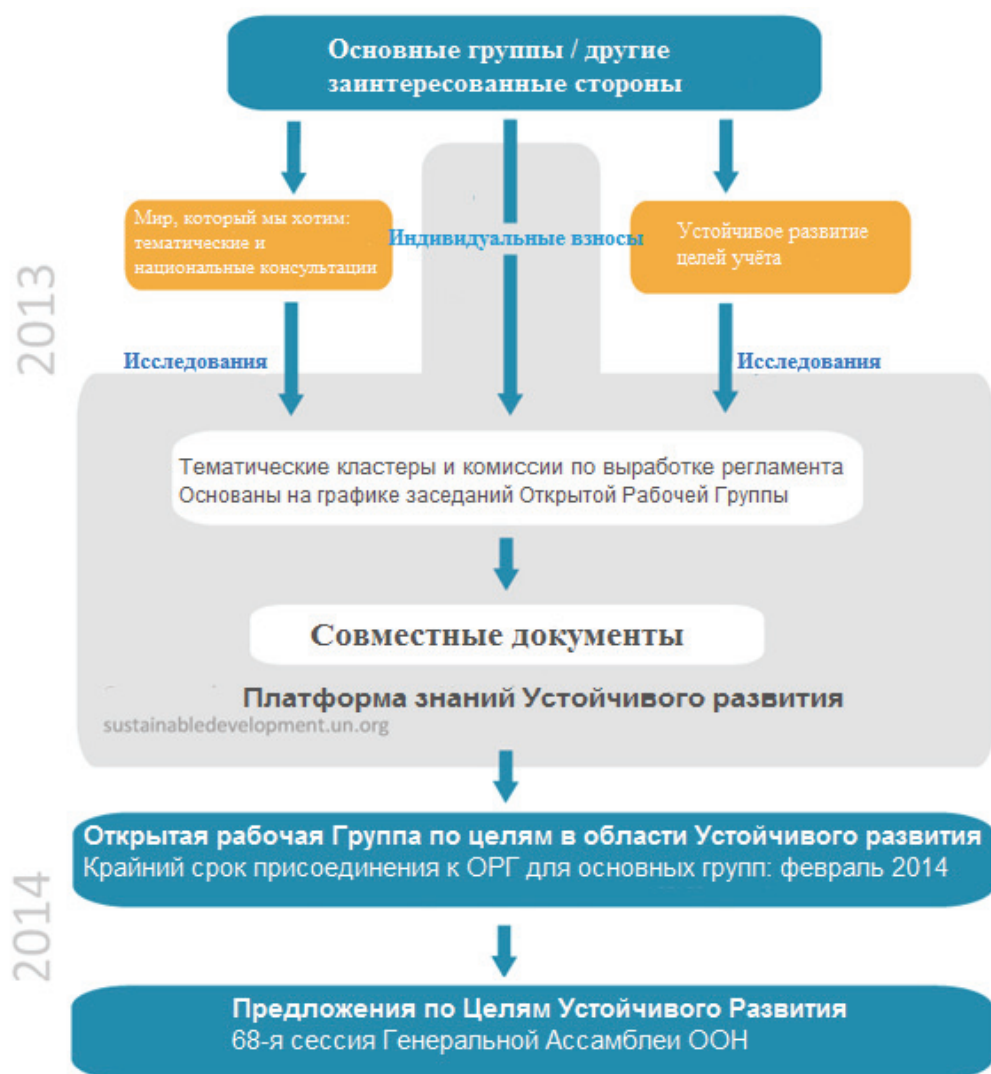 Основные группы / другие
заинтересованные стороны
Мир, который мы хотим:
тематические и
национальные консультации
Индивидуальные взносы
Устойчивое развитие
целей учёта
2013
Исследования
Исследования
Тематические кластеры и комиссии по выработке регламента
Основаны на графике заседаний Открытой Рабочей Группы
Совместные документы
Платформа знаний Устойчивого развития
sustainabledevelopment.un.org
Открытая рабочая Группа по целям в области Устойчивого развития
Крайний срок присоединения к ОРГ для основных групп: февраль 2014
2014
Предложения по Целям Устойчивого Развития
68-я сессия Генеральной Ассамблеи ООН